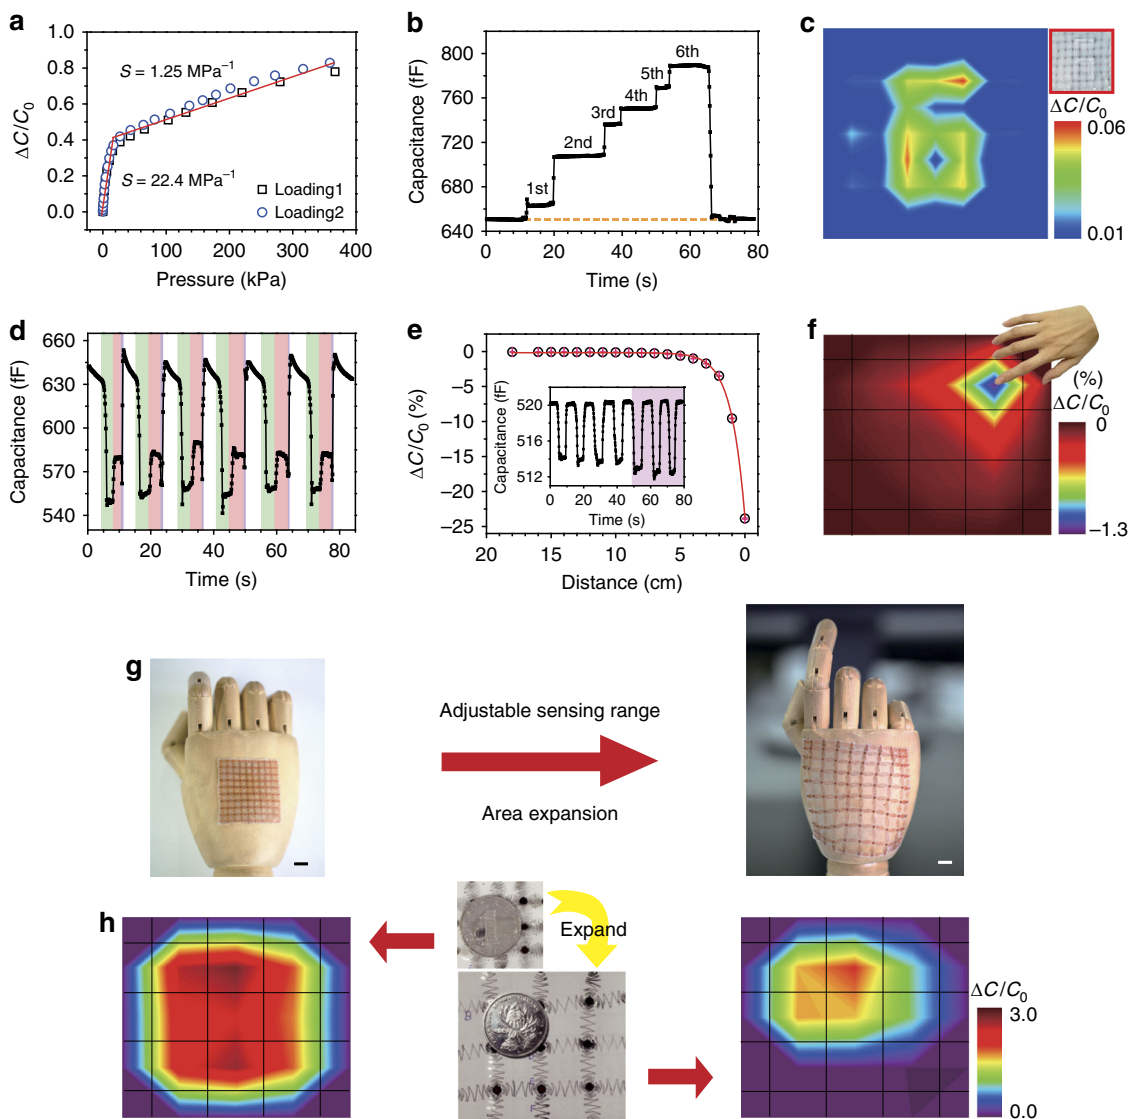 a
0.0
0.2
0.4
0.6
0.8
1.0
ΔC/C0
S = 1.25 MPa−1
S = 22.4 MPa−1
Loading1
Loading2
0
100
200
300
400
Pressure (kPa)
b
640
680
720
760
800
Capacitance (fF)
1st
2nd
3rd
4th
5th
6th
0
20
40
60
80
Time (s)
c
ΔC/C0
0.06
0.01
d
540
570
600
630
660
Capacitance (fF)
0
20
40
60
80
Time (s)
e
0
−5
−10
−15
−20
−25
ΔC/C0 (%)
520
516
512
Capacitance (fF)
0
20
40
60
80
Time (s)
20
15
10
5
0
Distance (cm)
f
(%)
ΔC/C0
0
−1.3
g
Adjustable sensing range
Area expansion
h
Expand
ΔC/C0
3.0
0.0